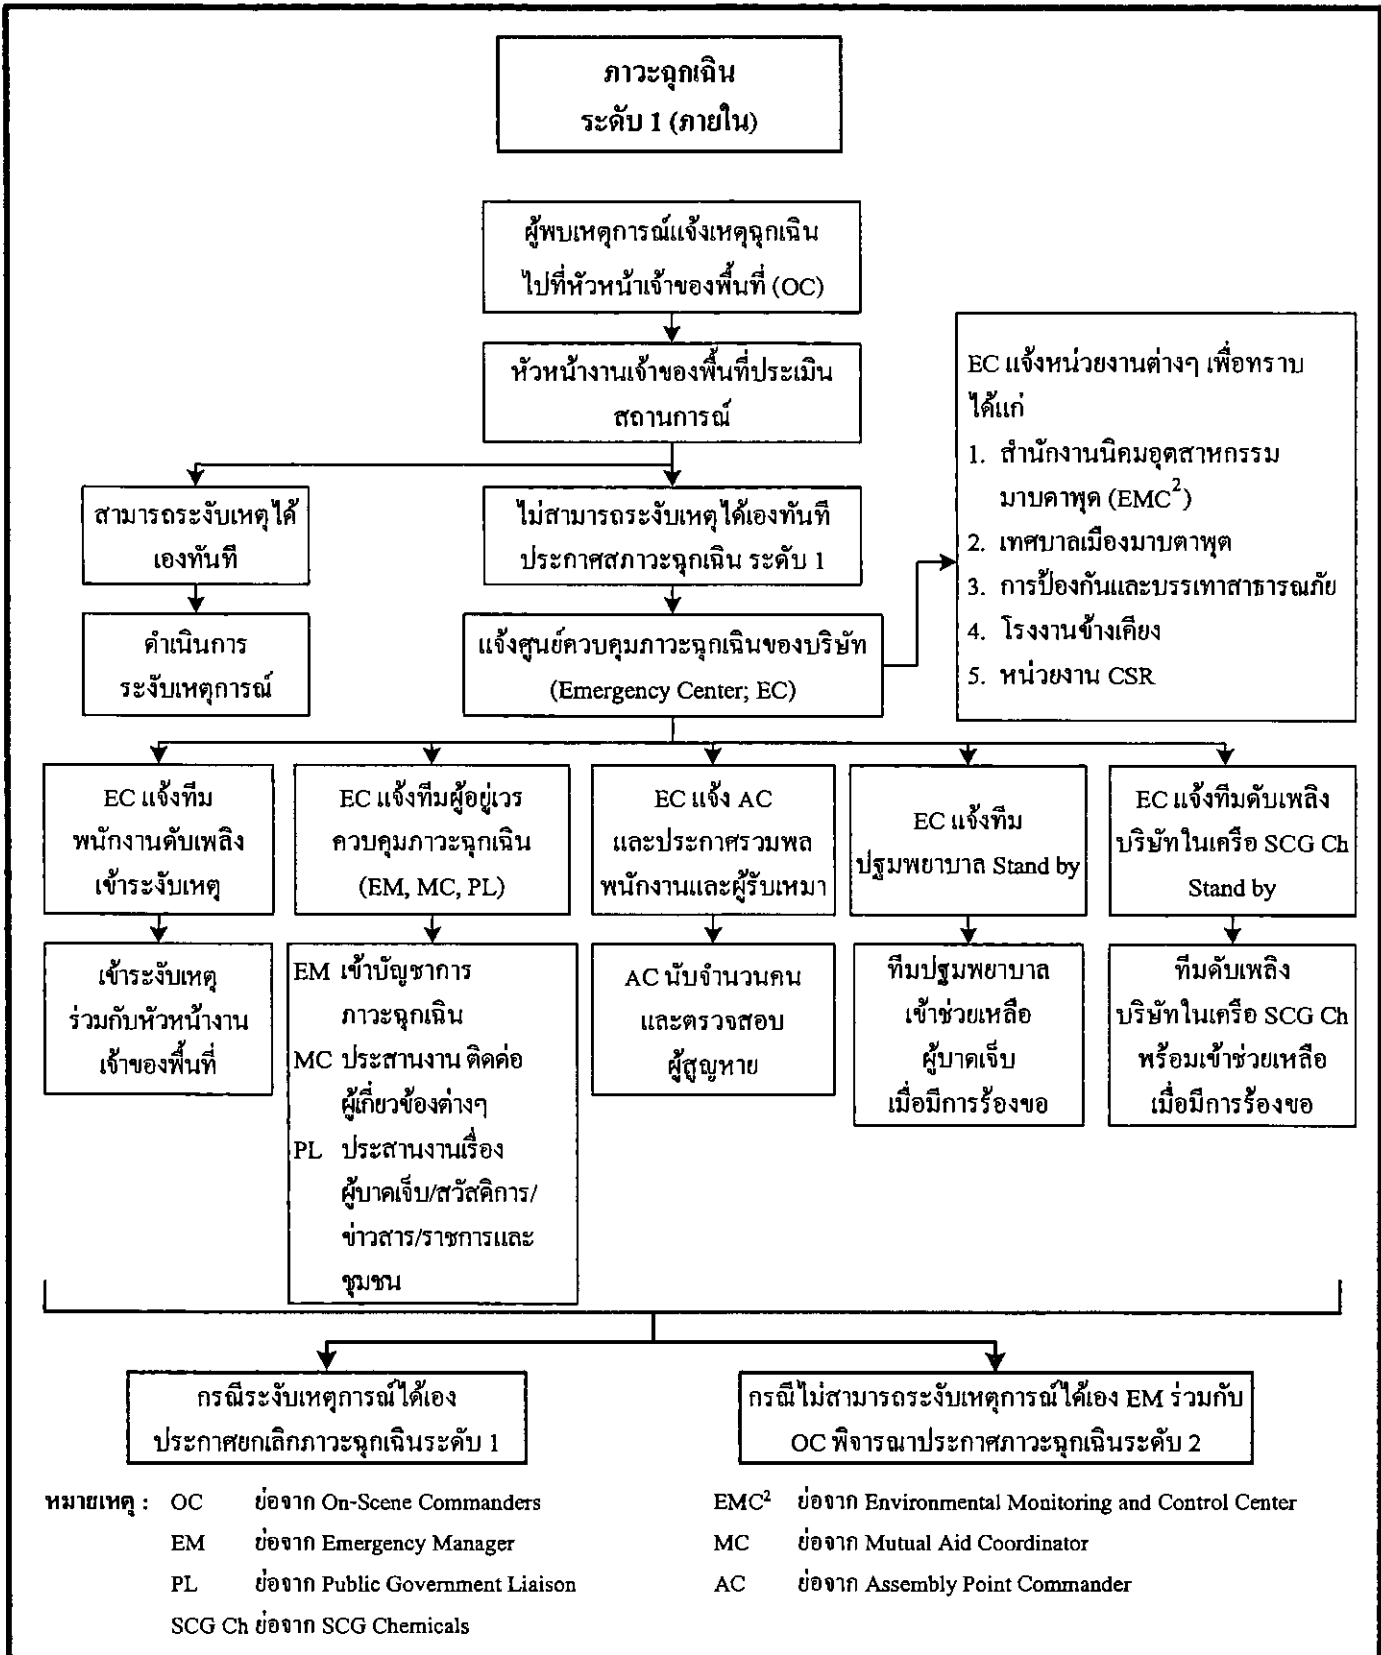 ภาวะฉุกเฉิน
ระดับ 1 (ภายใน)
ผู้พบเหตุการณ์แจ้งเหตุฉุกเฉิน
ไปที่หัวหน้าเจ้าของพื้นที่ (OC)
หัวหน้างานเจ้าของพื้นที่ประเมิน
สถานการณ์
สามารถระงับเหตุได้
เองทันที
ไม่สามารถระงับเหตุได้เองทันที
ประกาศสภาวะฉุกเฉิน ระดับ 1
ดำเนินการ
ระงับเหตุการณ์
แจ้งศูนย์ควบคุมภาวะฉุกเฉินของบริษัท
(Emergency Center; EC)
EC แจ้งหน่วยงานต่างๆ เพื่อทราบ
ได้แก่
1. สำนักงานนิคมอุตสาหกรรม
มาบตาพุด (EMC²)
2. เทศบาลเมืองมาบตาพุต
3. การป้องกันและบรรเทาสาธารณภัย
4. โรงงานข้างเคียง
5. หน่วยงาน CSR
EC แจ้งทีม
พนักงานดับเพลิง
เข้าระงับเหตุ
EC แจ้งทีมผู้อยู่เวร
ควบคุมภาวะฉุกเฉิน
(EM, MC, PL)
EC แจ้ง AC
และประกาศรวมพล
พนักงานและผู้รับเหมา
EC แจ้งทีม
ปฐมพยาบาล Stand by
EC แจ้งทีมดับเพลิง
บริษัทในเครือ SCG Ch
Stand by
เข้าระงับเหตุ
ร่วมกับหัวหน้างาน
เจ้าของพื้นที่
EM เข้าบัญชาการ
ภาวะฉุกเฉิน
MC ประสานงาน ติดต่อ
ผู้เกี่ยวข้องต่างๆ
PL ประสานงานเรื่อง
ผู้บาดเจ็บ/สวัสดิการ/
ข่าวสาร/ราชการและ
ชุมชน
AC นับจำนวนคน
และตรวจสอบ
ผู้สูญหาย
ทีมปฐมพยาบาล
เข้าช่วยเหลือ
ผู้บาดเจ็บ
เมื่อมีการร้องขอ
ทีมดับเพลิง
บริษัทในเครือ SCG Ch
พร้อมเข้าช่วยเหลือ
เมื่อมีการร้องขอ
กรณีระงับเหตุการณ์ได้เอง
ประกาศยกเลิกภาวะฉุกเฉินระดับ 1
กรณีไม่สามารถระงับเหตุการณ์ได้เอง EM ร่วมกับ
OC พิจารณาประกาศภาวะฉุกเฉินระดับ 2
หมายเหตุ : OC ย่อจาก On-Scene Commanders
EM ย่อจาก Emergency Manager
PL ย่อจาก Public Government Liaison
SCG Ch ย่อจาก SCG Chemicals
EMC² ย่อจาก Environmental Monitoring and Control Center
MC ย่อจาก Mutual Aid Coordinator
AC ย่อจาก Assembly Point Commander